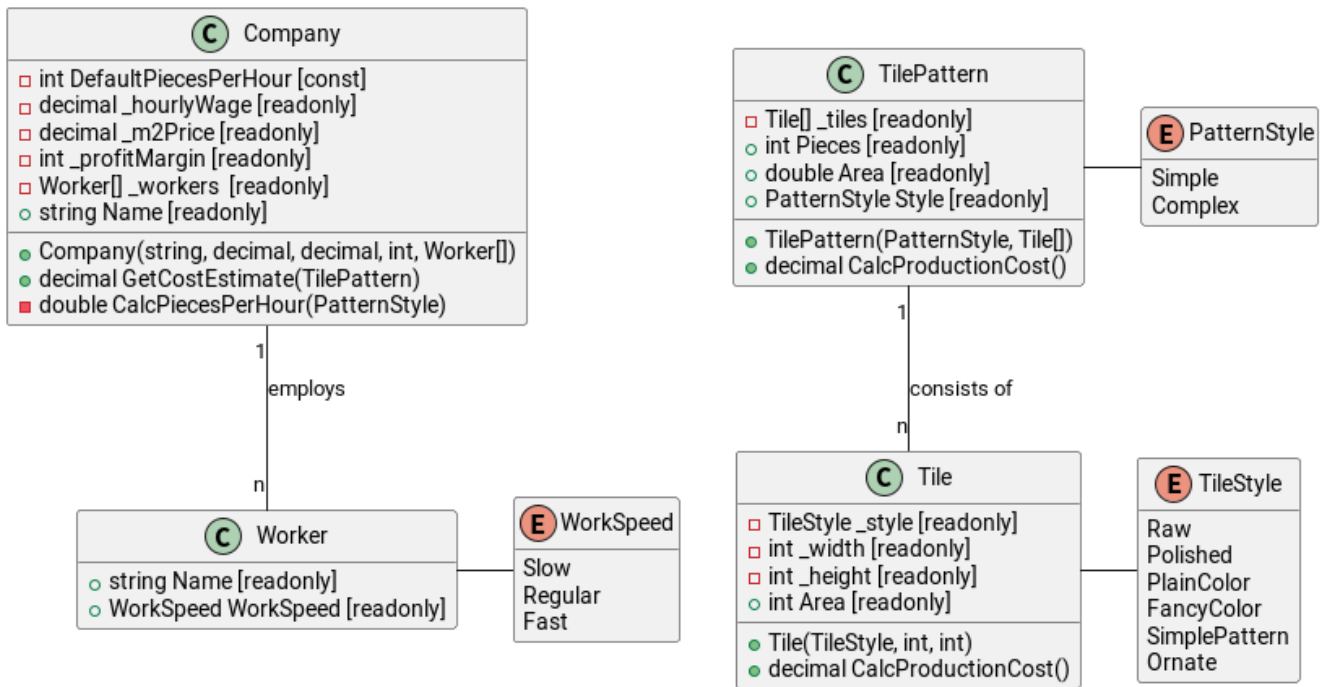 C Company
int DefaultPiecesPerHour [const]
decimal _hourlyWage [readonly]
decimal _m2Price [readonly]
int _profitMargin [readonly]
Worker[] _workers [readonly]
string Name [readonly]
Company(string, decimal, decimal, int, Worker[])
decimal GetCostEstimate(TilePattern)
double CalcPiecesPerHour(PatternStyle)
1
employs
n
C Worker
string Name [readonly]
WorkSpeed WorkSpeed [readonly]
E WorkSpeed
Slow
Regular
Fast
C TilePattern
Tile[] _tiles [readonly]
int Pieces [readonly]
double Area [readonly]
PatternStyle Style [readonly]
TilePattern(PatternStyle, Tile[])
decimal CalcProductionCost()
E PatternStyle
Simple
Complex
1
consists of
n
C Tile
TileStyle _style [readonly]
int _width [readonly]
int _height [readonly]
int Area [readonly]
Tile(TileStyle, int, int)
decimal CalcProductionCost()
E TileStyle
Raw
Polished
PlainColor
FancyColor
SimplePattern
Ornate